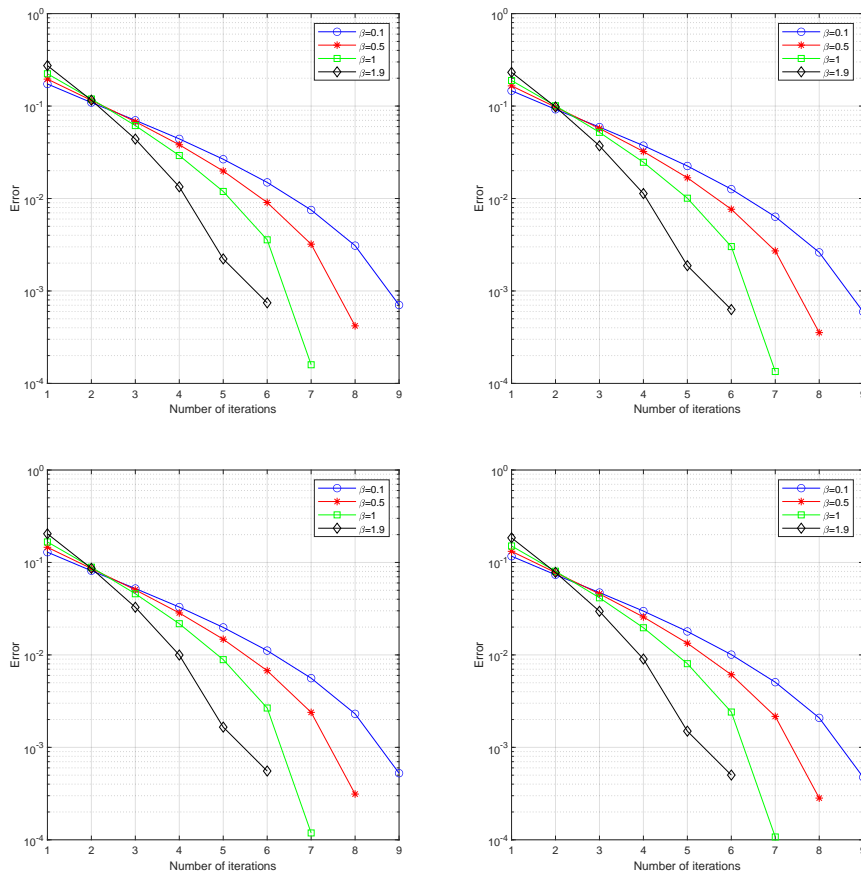 10^0
10^-1
10^-2
10^-3
10^-4
Error
1 2 3 4 5 6 7 8 9
Number of iterations
β=0.1
β=0.5
β=1
β=1.9
10^0
10^-1
10^-2
10^-3
10^-4
Error
1 2 3 4 5 6 7 8 9
Number of iterations
β=0.1
β=0.5
β=1
β=1.9
10^0
10^-1
10^-2
10^-3
10^-4
Error
1 2 3 4 5 6 7 8 9
Number of iterations
β=0.1
β=0.5
β=1
β=1.9
10^0
10^-1
10^-2
10^-3
10^-4
Error
1 2 3 4 5 6 7 8 9
Number of iterations
β=0.1
β=0.5
β=1
β=1.9